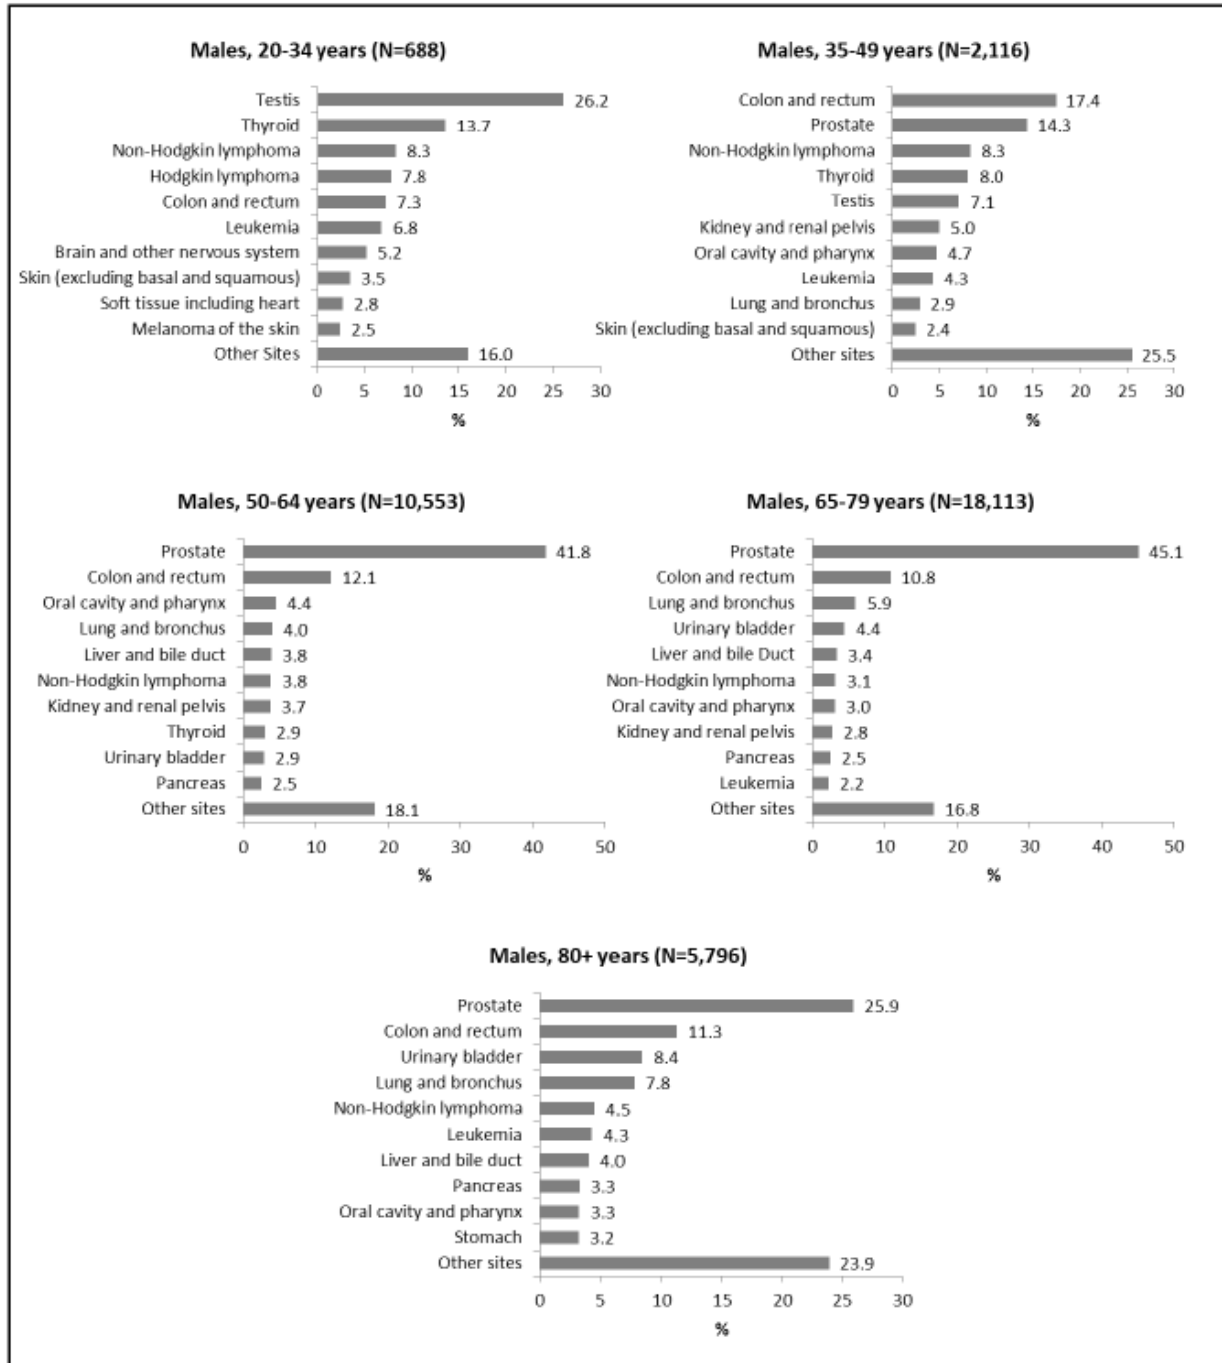 Males, 20-34 years (N=688)
Testis 26.2
Thyroid 13.7
Non-Hodgkin lymphoma 8.3
Hodgkin lymphoma 7.8
Colon and rectum 7.3
Leukemia 6.8
Brain and other nervous system 5.2
Skin (excluding basal and squamous) 3.5
Soft tissue including heart 2.8
Melanoma of the skin 2.5
Other Sites 16.0
0 5 10 15 20 25 30
%
Males, 35-49 years (N=2,116)
Colon and rectum 17.4
Prostate 14.3
Non-Hodgkin lymphoma 8.3
Thyroid 8.0
Testis 7.1
Kidney and renal pelvis 5.0
Oral cavity and pharynx 4.7
Leukemia 4.3
Lung and bronchus 2.9
Skin (excluding basal and squamous) 2.4
Other sites 25.5
0 5 10 15 20 25 30
%
Males, 50-64 years (N=10,553)
Prostate 41.8
Colon and rectum 12.1
Oral cavity and pharynx 4.4
Lung and bronchus 4.0
Liver and bile duct 3.8
Non-Hodgkin lymphoma 3.8
Kidney and renal pelvis 3.7
Thyroid 2.9
Urinary bladder 2.9
Pancreas 2.5
Other sites 18.1
0 10 20 30 40 50
%
Males, 65-79 years (N=18,113)
Prostate 45.1
Colon and rectum 10.8
Lung and bronchus 5.9
Urinary bladder 4.4
Liver and bile Duct 3.4
Non-Hodgkin lymphoma 3.1
Oral cavity and pharynx 3.0
Kidney and renal pelvis 2.8
Pancreas 2.5
Leukemia 2.2
Other sites 16.8
0 10 20 30 40 50
%
Males, 80+ years (N=5,796)
Prostate 25.9
Colon and rectum 11.3
Urinary bladder 8.4
Lung and bronchus 7.8
Non-Hodgkin lymphoma 4.5
Leukemia 4.3
Liver and bile duct 4.0
Pancreas 3.3
Oral cavity and pharynx 3.3
Stomach 3.2
Other sites 23.9
0 5 10 15 20 25 30
%